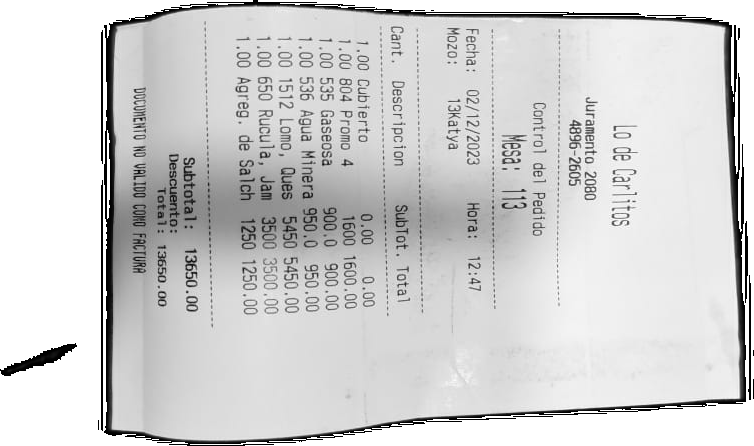 Lo de Carlitos
Juramento 2080
4896-2605
Control del Pedido
Mesa: 113
Fecha: 02/12/2023 Hora: 12:47
Mozo: 13Katya
Cant. Descripcion SubTot. Total
1.00 Cubierto 0.00 0.00
1.00 804 Promo 4 1600 1600.00
1.00 535 Gaseosa 900.0 900.00
1.00 536 Agua Minera 950.0 950.00
1.00 1512 Lomo, Ques 5450 5450.00
1.00 650 Rucula, Jam 3500 3500.00
1.00 Agreg. de Salch 1250 1250.00
Subtotal: 13650.00
Descuento:
Total: 13650.00
DOCUMENTO NO VALIDO COMO FACTURA